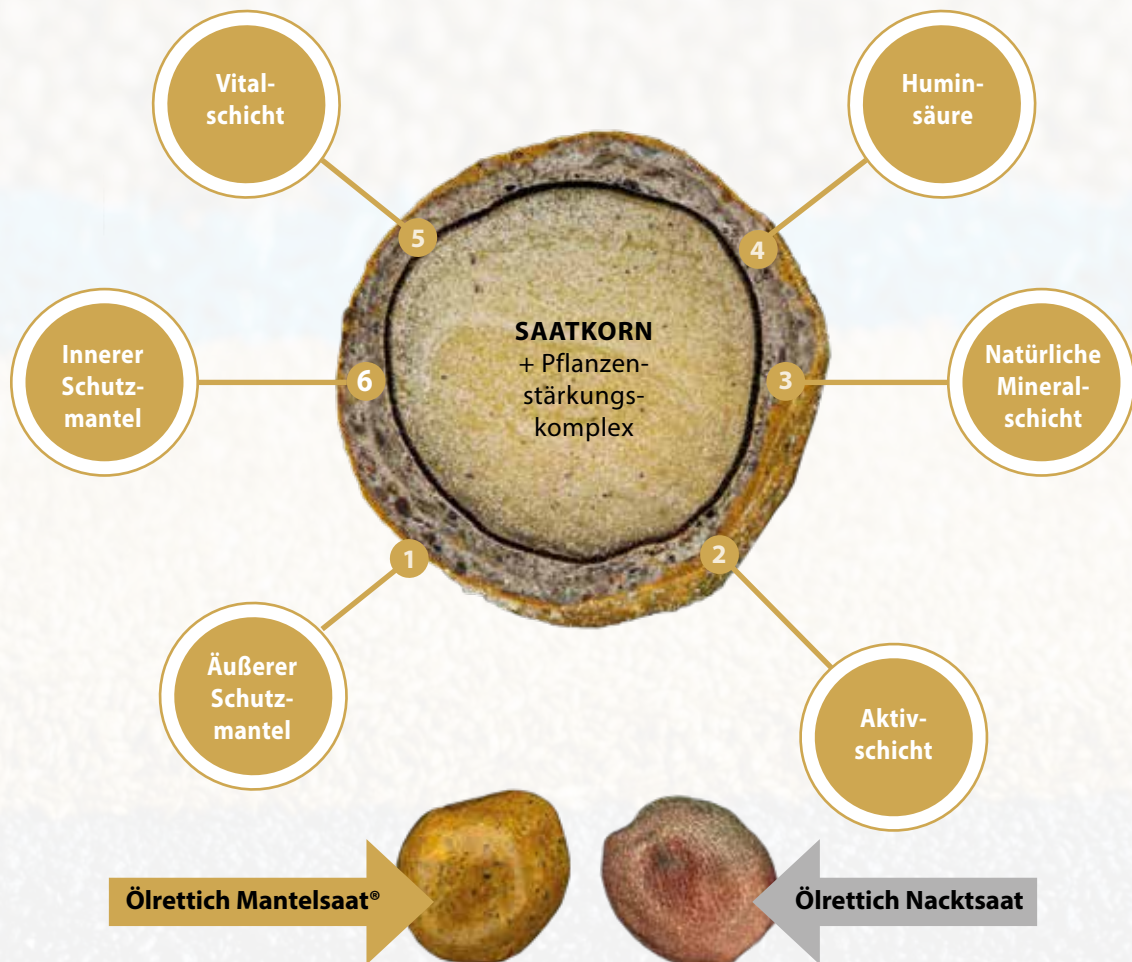 Vital-
schicht
Humin-
säure
5
4
SAATKORN
+ Pflanzen-
stärkungs-
komplex
Innerer
Schutz-
mantel
6
3
Natürliche
Mineral-
schicht
1
2
Äußerer
Schutz-
mantel
Aktiv-
schicht
Ölrettich Mantelsaat®
Ölrettich Nacktsaat